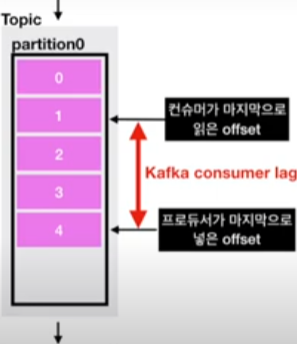 Topic
partition0
0
1
2
3
4
컨슈머가 마지막으로
읽은 offset
Kafka consumer lag
프로듀서가 마지막으로
넣은 offset